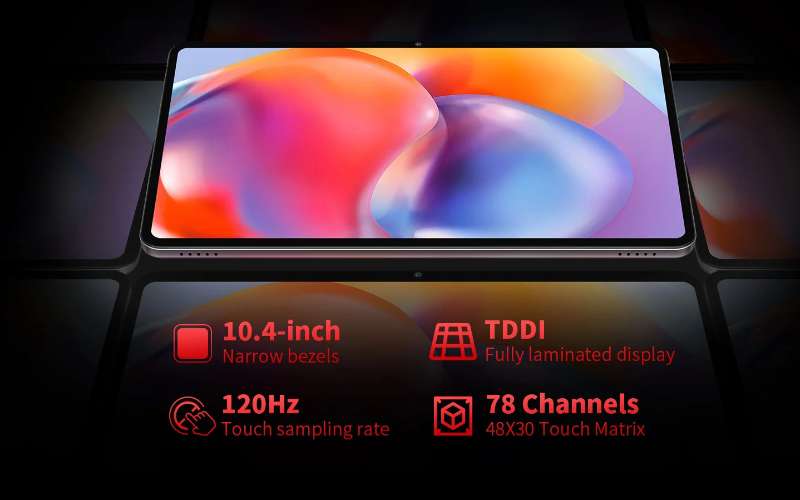 10.4-inch
Narrow bezels
TDDI
Fully laminated display
120Hz
Touch sampling rate
78 Channels
48X30 Touch Matrix